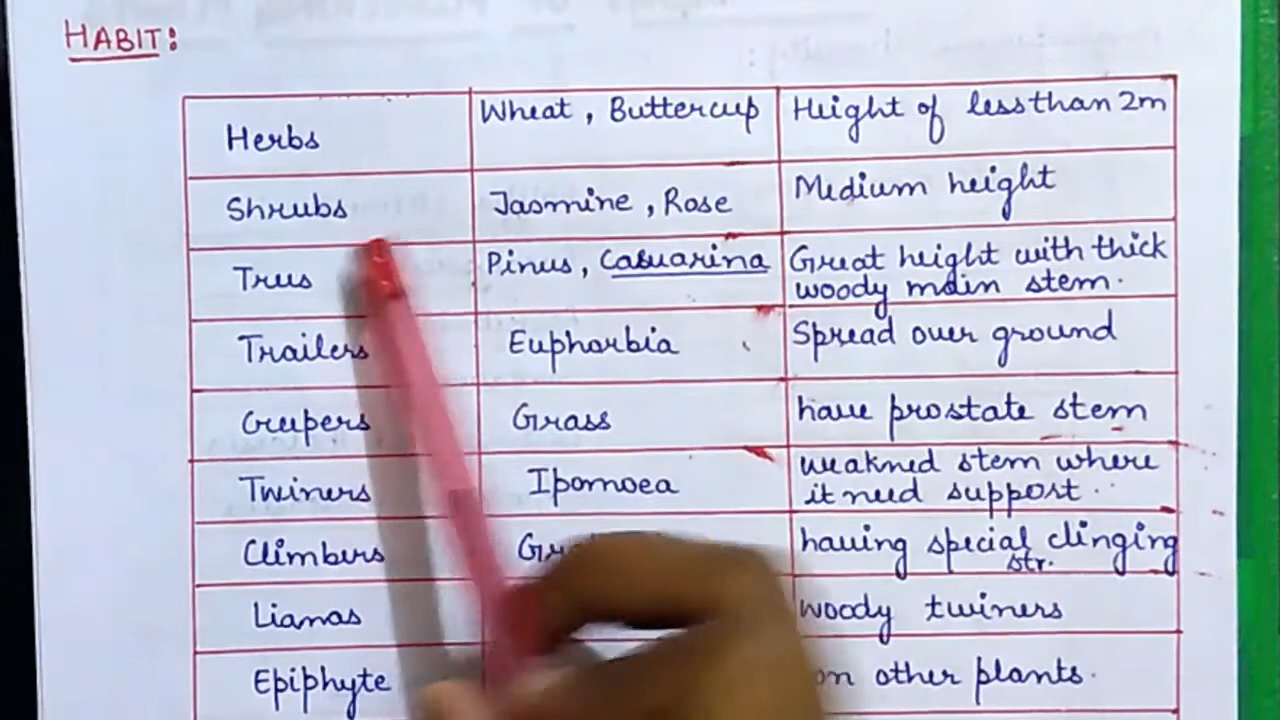 HABIT:
Herbs Wheat, Buttercup Height of less than 2m
Shrubs Jasmine, Rose Medium height
Trees Pinus, Casuarina Great height with thick
woody main stem.
Trailers Euphorbia Spread over ground
Creepers Grass have prostate stem
Twiners Ipomoea weakned stem where
it need support.
Climbers having special clinging
str.
Lianas woody twiners
Epiphyte on other plants.